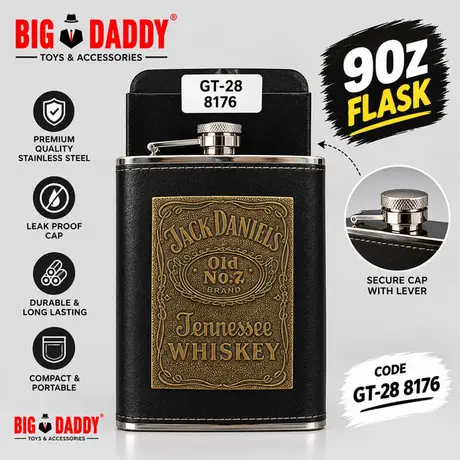 BIG DADDY®
TOYS & ACCESSORIES
GT-28
8176
9OZ
FLASK
PREMIUM
QUALITY
STAINLESS STEEL
LEAK PROOF
CAP
DURABLE &
LONG LASTING
COMPACT &
PORTABLE
JACK DANIEL'S
Old
No.7
BRAND
Tennessee
WHISKEY
SECURE CAP
WITH LEVER
CODE
GT-28 8176
BIG DADDY®
TOYS & ACCESSORIES